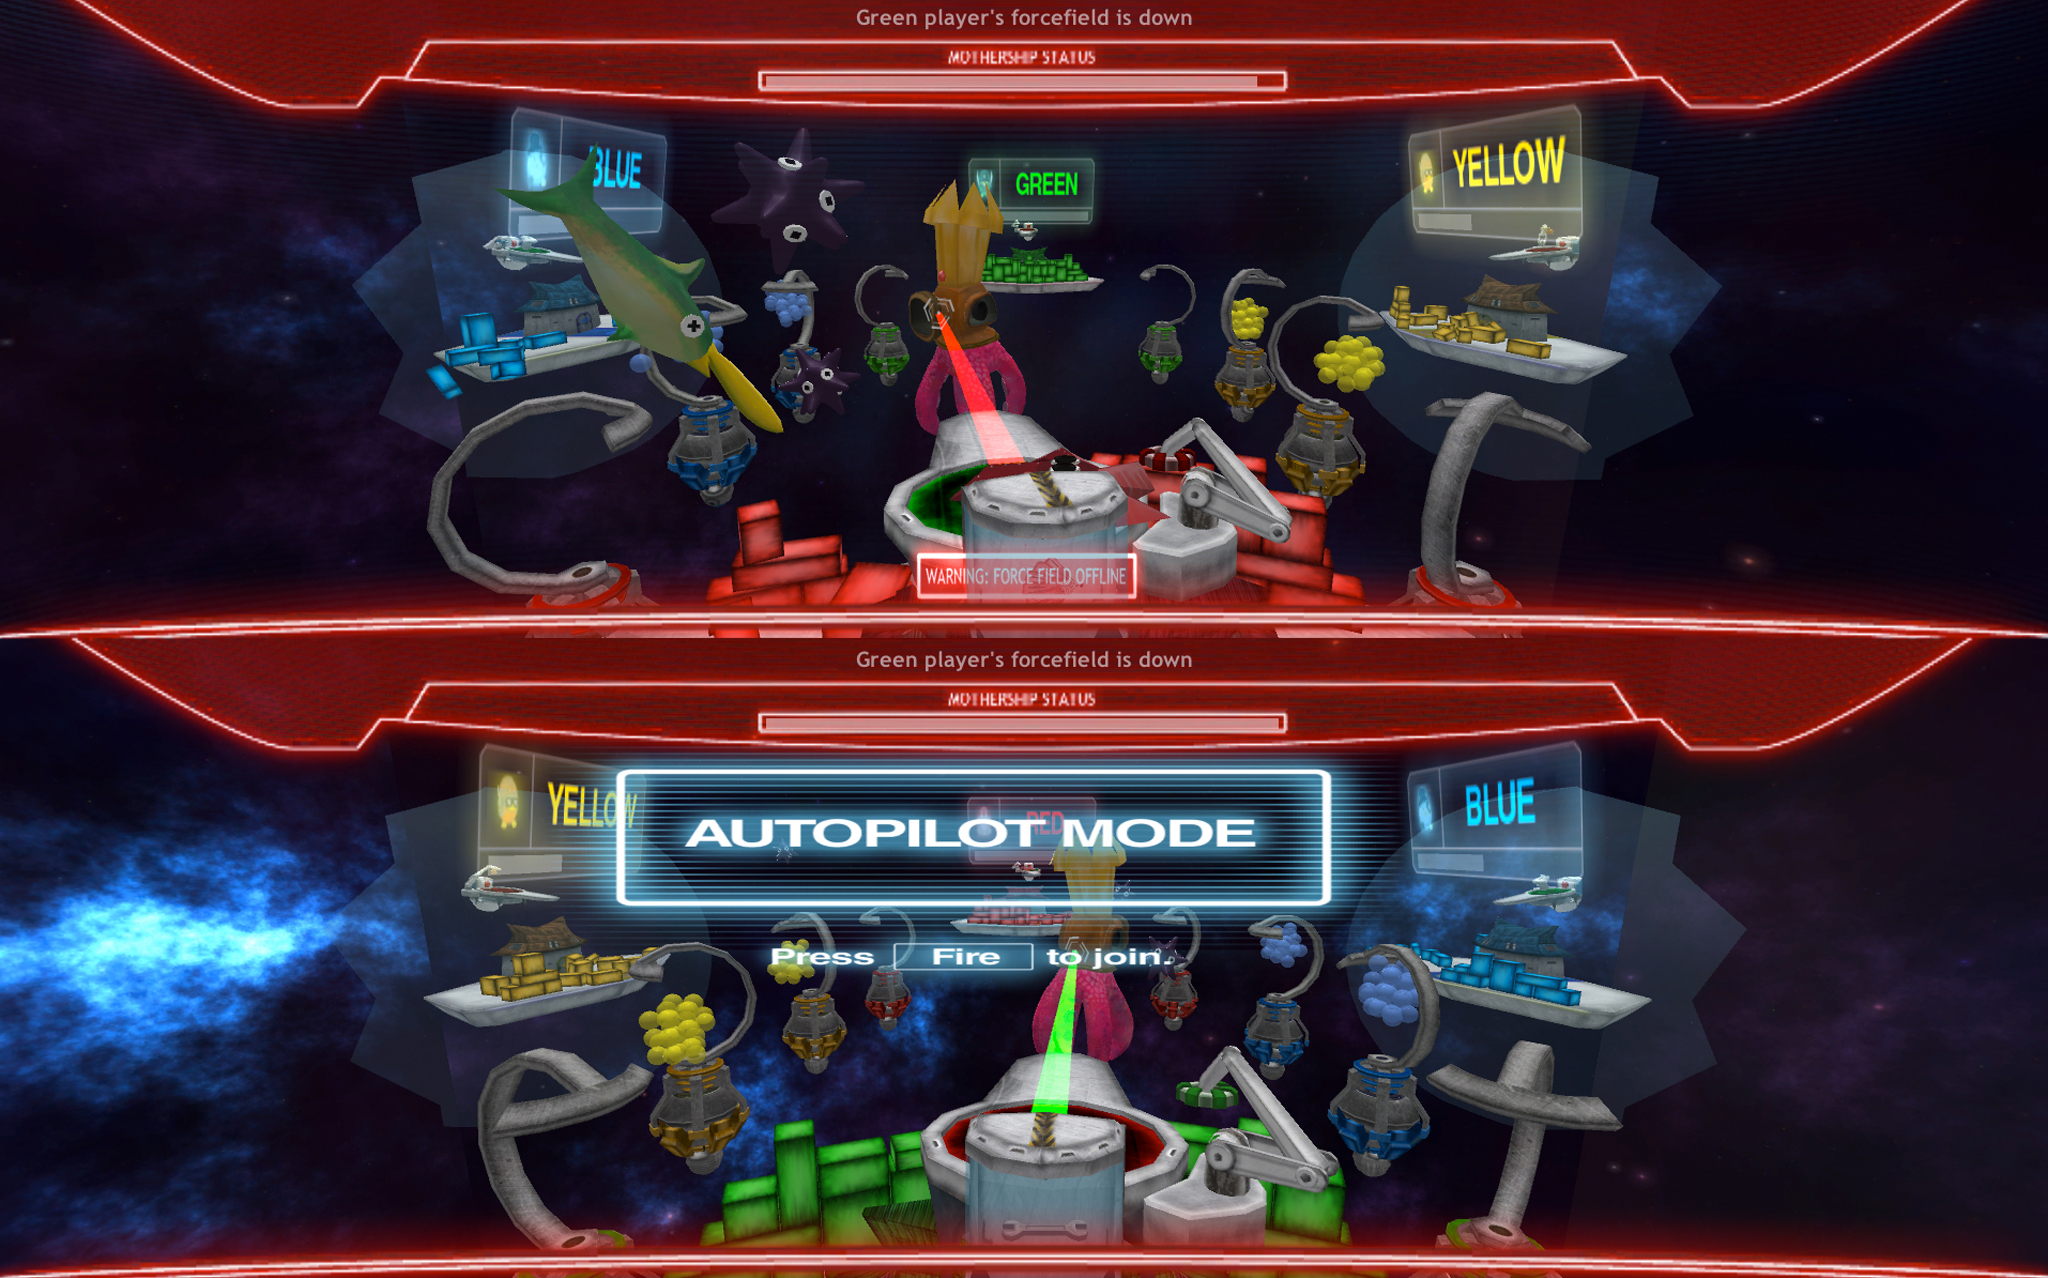 Green player's forcefield is down
MOTHERSHIP STATUS
BLUE
GREEN
YELLOW
WARNING: FORCE FIELD OFFLINE
Green player's forcefield is down
MOTHERSHIP STATUS
YELLOW
RED
BLUE
AUTOPILOT MODE
Press Fire to join.